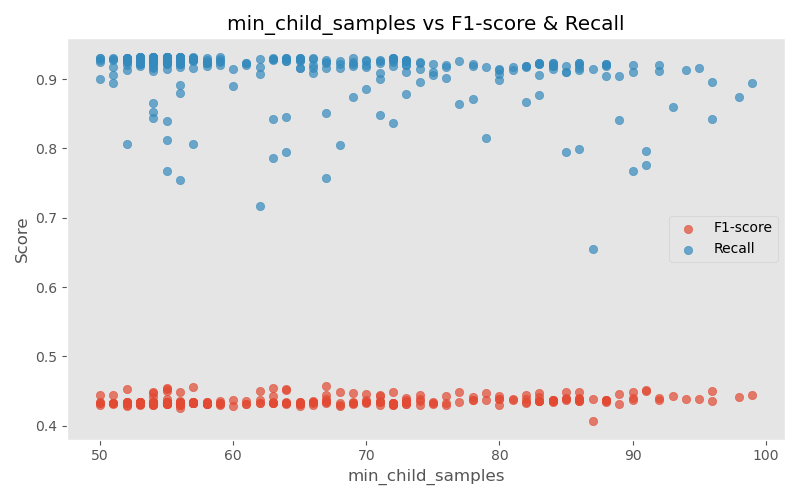 min_child_samples vs F1-score & Recall
Score
0.9
0.8
0.7
0.6
0.5
0.4
F1-score
Recall
50 60 70 80 90 100
min_child_samples